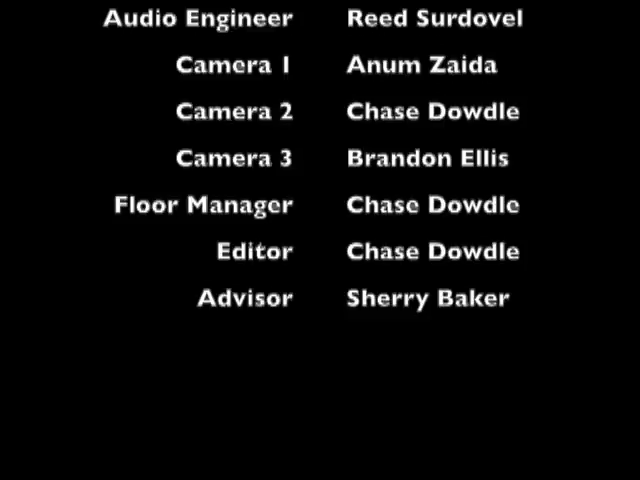 Audio Engineer Reed Surdovel
Camera 1 Anum Zaida
Camera 2 Chase Dowdle
Camera 3 Brandon Ellis
Floor Manager Chase Dowdle
Editor Chase Dowdle
Advisor Sherry Baker